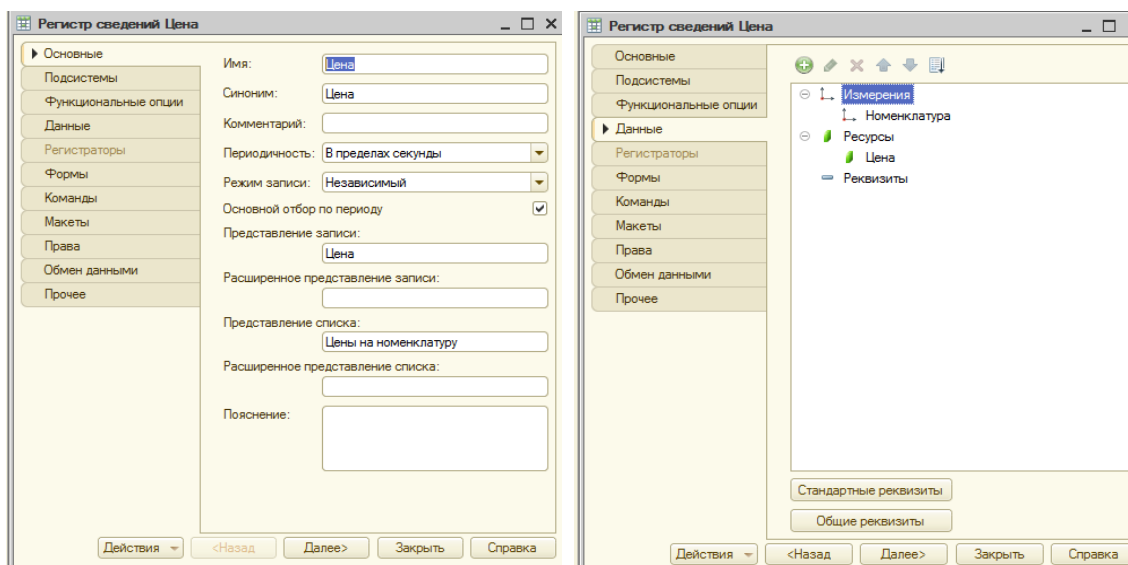 Регистр сведений Цена
Основные
Подсистемы
Функциональные опции
Данные
Регистраторы
Формы
Команды
Макеты
Права
Обмен данными
Прочее
Имя: Цена
Синоним: Цена
Комментарий:
Периодичность: В пределах секунды
Режим записи: Независимый
Основной отбор по периоду
Представление записи:
Цена
Расширенное представление записи:
Представление списка:
Цены на номенклатуру
Расширенное представление списка:
Пояснение:
Действия <Назад Далее> Закрыть Справка
Регистр сведений Цена
Основные
Подсистемы
Функциональные опции
Данные
Регистраторы
Формы
Команды
Макеты
Права
Обмен данными
Прочее
Измерения
Номенклатура
Ресурсы
Цена
Реквизиты
Стандартные реквизиты
Общие реквизиты
Действия <Назад Далее> Закрыть Справка